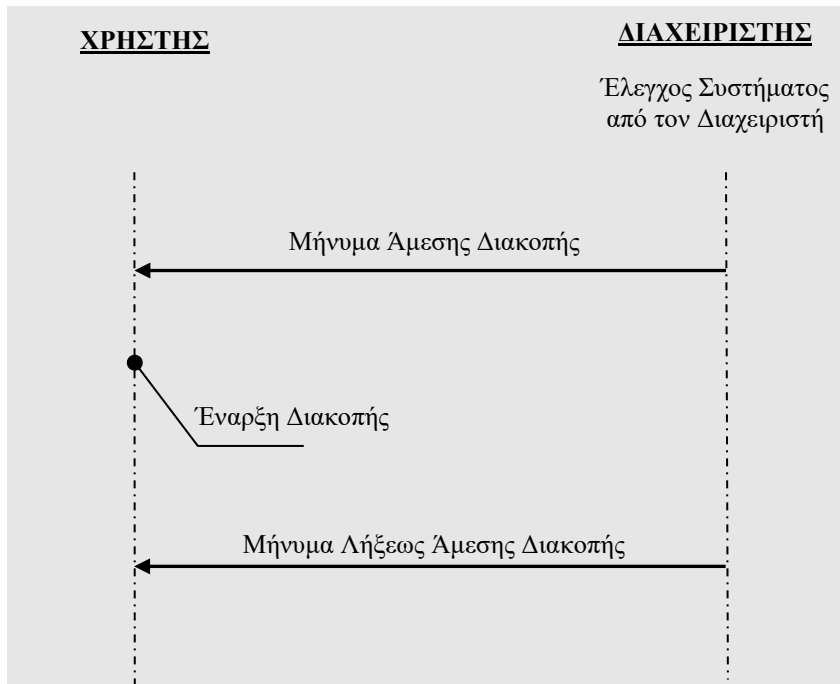 ΧΡΗΣΤΗΣ
ΔΙΑΧΕΙΡΙΣΤΗΣ
Έλεγχος Συστήματος
από τον Διαχειριστή
Μήνυμα Άμεσης Διακοπής
Έναρξη Διακοπής
Μήνυμα Λήξεως Άμεσης Διακοπής